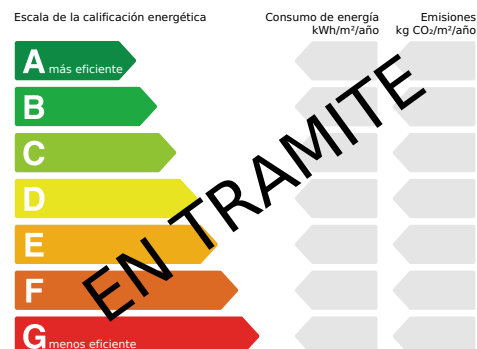 Escala de la calificación energética
Consumo de energía
kWh/m²/año
Emisiones
kg CO₂/m²/año
A más eficiente
B
C
D
E
F
G menos eficiente
EN TRAMITE